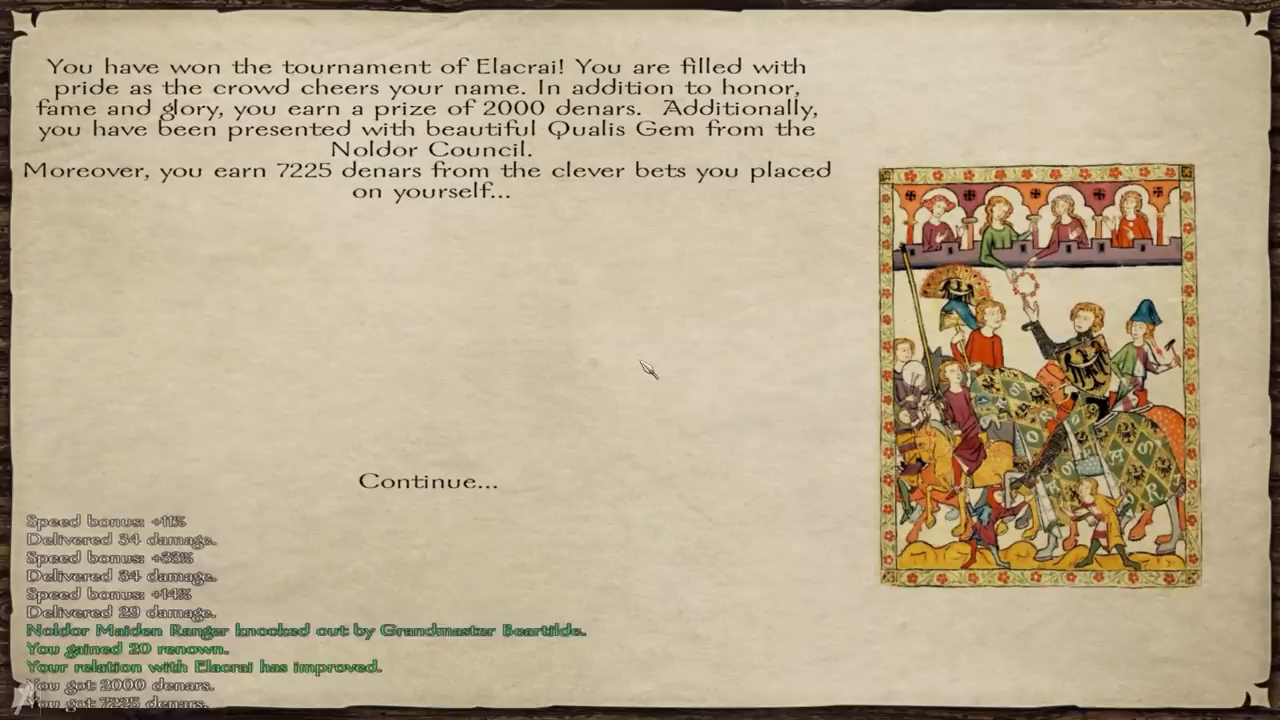 You have won the tournament of Elacrai! You are filled with
pride as the crowd cheers your name. In addition to honor,
fame and glory, you earn a prize of 2000 denars. Additionally,
you have been presented with beautiful Qualis Gem from the
Noldor Council.
Moreover, you earn 7225 denars from the clever bets you placed
on yourself...
Continue...
Speed bonus: +11%
Delivered 34 damage.
Speed bonus: +33%
Delivered 34 damage.
Speed bonus: +14%
Delivered 29 damage.
Noldor Maiden Ranger knocked out by Grandmaster Beartilde.
You gained 20 renown.
Your relation with Elacrai has improved.
You got 2000 denars.
You got 7225 denars.